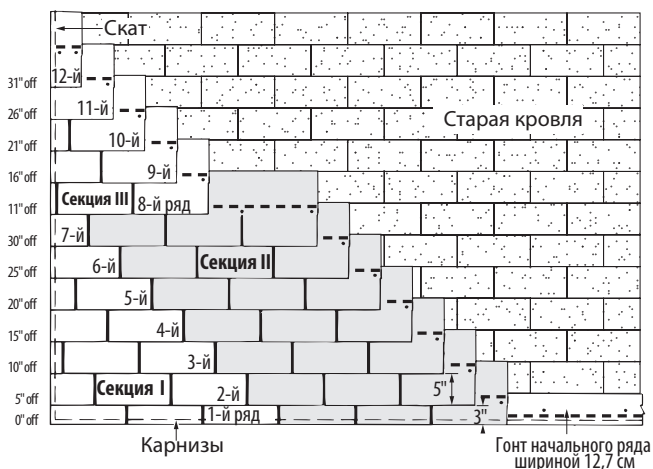 Скат
12-й
31" off
11-й
Старая кровля
26" off
10-й
21" off
9-й
16" off
Секция III
8-й ряд
11" off
7-й
30" off
6-й
Секция II
25" off
5-й
20" off
4-й
15" off
3-й
10" off
Секция I
2-й
5"
5" off
1-й ряд
3"
0" off
Карнизы
Гонт начального ряда
шириной 12,7 см